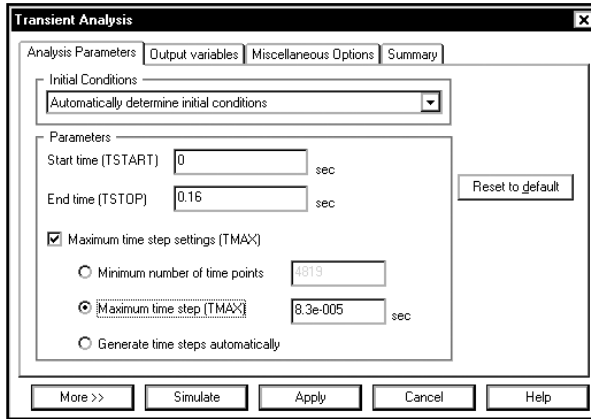 Transient Analysis
Analysis Parameters Output variables Miscellaneous Options Summary
Initial Conditions
Automatically determine initial conditions
Parameters
Start time (TSTART) 0 sec
End time (TSTOP) 0.16 sec
Reset to default
Maximum time step settings (TMAX)
Minimum number of time points 4819
Maximum time step (TMAX) 8.3e-005 sec
Generate time steps automatically
More >> Simulate Apply Cancel Help